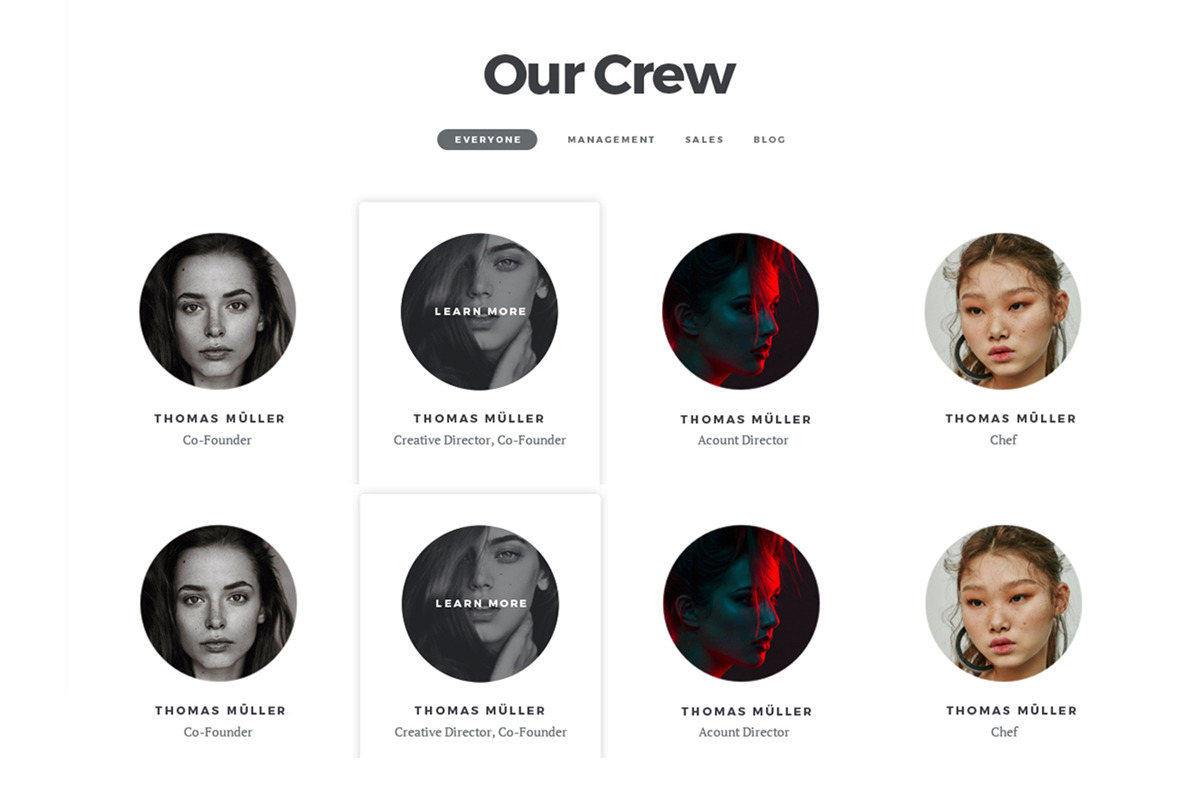 Our Crew
EVERYONE MANAGEMENT SALES BLOG
LEARN MORE
THOMAS MÜLLER THOMAS MÜLLER THOMAS MÜLLER THOMAS MÜLLER
Co-Founder Creative Director, Co-Founder Acount Director Chef
LEARN MORE
THOMAS MÜLLER THOMAS MÜLLER THOMAS MÜLLER THOMAS MÜLLER
Co-Founder Creative Director, Co-Founder Acount Director Chef